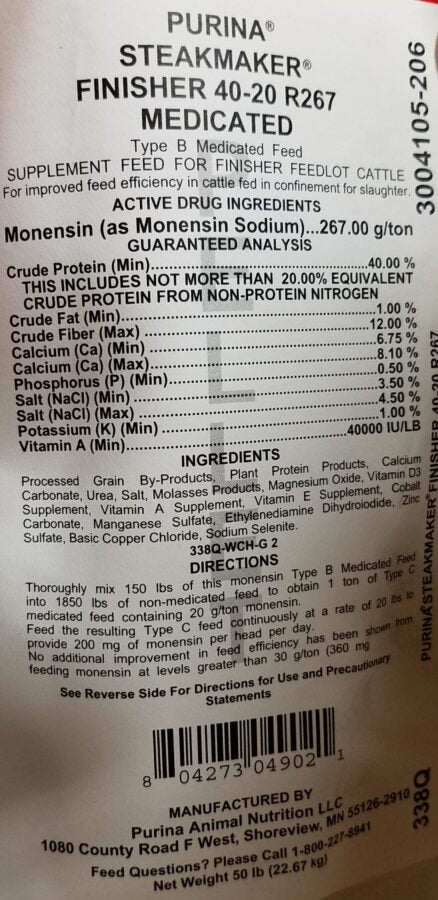 PURINA®
STEAKMAKER®
FINISHER 40-20 R267
MEDICATED
Type B Medicated Feed
SUPPLEMENT FEED FOR FINISHER FEEDLOT CATTLE
For improved feed efficiency in cattle fed in confinement for slaughter.
ACTIVE DRUG INGREDIENTS
Monensin (as Monensin Sodium)...267.00 g/ton
GUARANTEED ANALYSIS
Crude Protein (Min)...40.00 %
THIS INCLUDES NOT MORE THAN 20.00% EQUIVALENT
CRUDE PROTEIN FROM NON-PROTEIN NITROGEN
Crude Fat (Min)...1.00 %
Crude Fiber (Max)...12.00 %
Calcium (Ca) (Min)...6.75 %
Calcium (Ca) (Max)...8.10 %
Phosphorus (P) (Min)...0.50 %
Salt (NaCl) (Min)...3.50 %
Salt (NaCl) (Max)...4.50 %
Potassium (K) (Min)...1.00 %
Vitamin A (Min)...40000 IU/LB
INGREDIENTS
Processed Grain By-Products, Plant Protein Products, Calcium
Carbonate, Urea, Salt, Molasses Products, Magnesium Oxide, Vitamin D3
Supplement, Vitamin A Supplement, Vitamin E Supplement, Cobalt
Carbonate, Manganese Sulfate, Ethylenediamine Dihydroiodide, Zinc
Sulfate, Basic Copper Chloride, Sodium Selenite.
338Q-WCH-G 2
DIRECTIONS
Thoroughly mix 150 lbs of this monensin Type B Medicated Feed
into 1850 lbs of non-medicated feed to obtain 1 ton of Type C
medicated feed containing 20 g/ton monensin.
Feed the resulting Type C feed continuously at a rate of 20 lbs to
provide 200 mg of monensin per head per day.
No additional improvement in feed efficiency has been shown from
feeding monensin at levels greater than 30 g/ton (360 mg
See Reverse Side For Directions for Use and Precautionary
Statements
8 04273 04902 1
MANUFACTURED BY
Purina Animal Nutrition LLC
1080 County Road F West, Shoreview, MN 55126-2910
Feed Questions? Please Call 1-800-227-8941
Net Weight 50 lb (22.67 kg)
3004105-206
PURINA® STEAKMAKER® FINISHER 40-20 R267
338Q